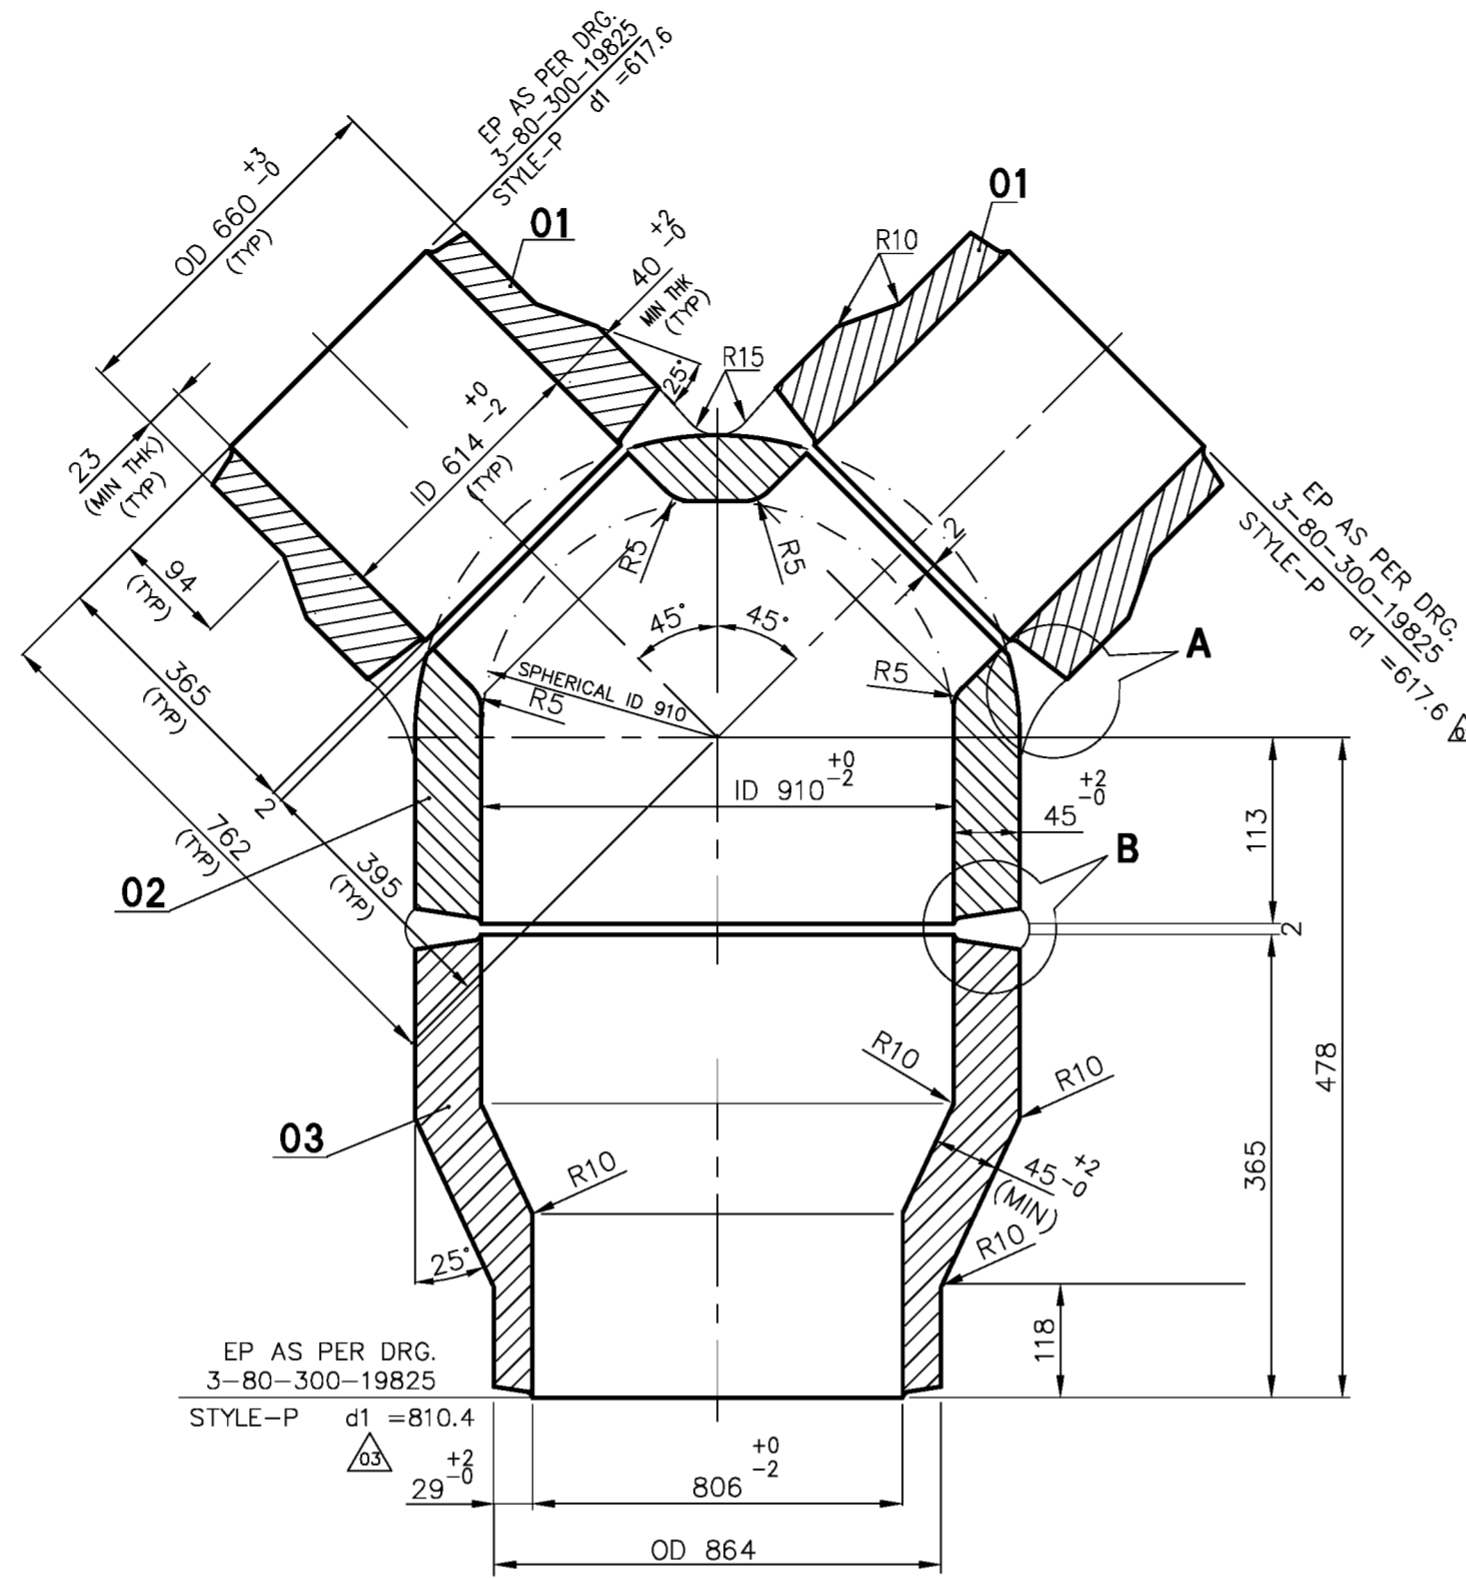 EP AS PER DRG.
3-80-300-19825
STYLE-P d1 =617.6
OD 660 +3 -0
(TYP)
01
40 +2 -0
MIN THK
(TYP)
R10
01
R15
25°
23
(MIN THK)
(TYP)
ID 614 +0 -2
(TYP)
94
(TYP)
R5
R5
2
EP AS PER DRG.
3-80-300-19825
STYLE-P d1 =617.6
45°
45°
A
365
(TYP)
SPHERICAL ID 910
R5
R5
2
ID 910 +0 -2
45 +2 -0
113
762
(TYP)
395
(TYP)
02
B
2
478
R10
R10
03
R10
45 +2 -0
(MIN)
365
25°
R10
118
EP AS PER DRG.
3-80-300-19825
STYLE-P d1 =810.4
03
29 +2 -0
806 +0 -2
OD 864